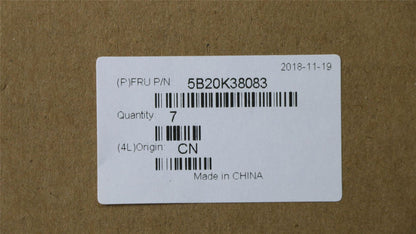 2018-11-19
(P)FRU P/N: 5B20K38083
Quantity: 7
(4L)Origin: CN
Made in CHINA